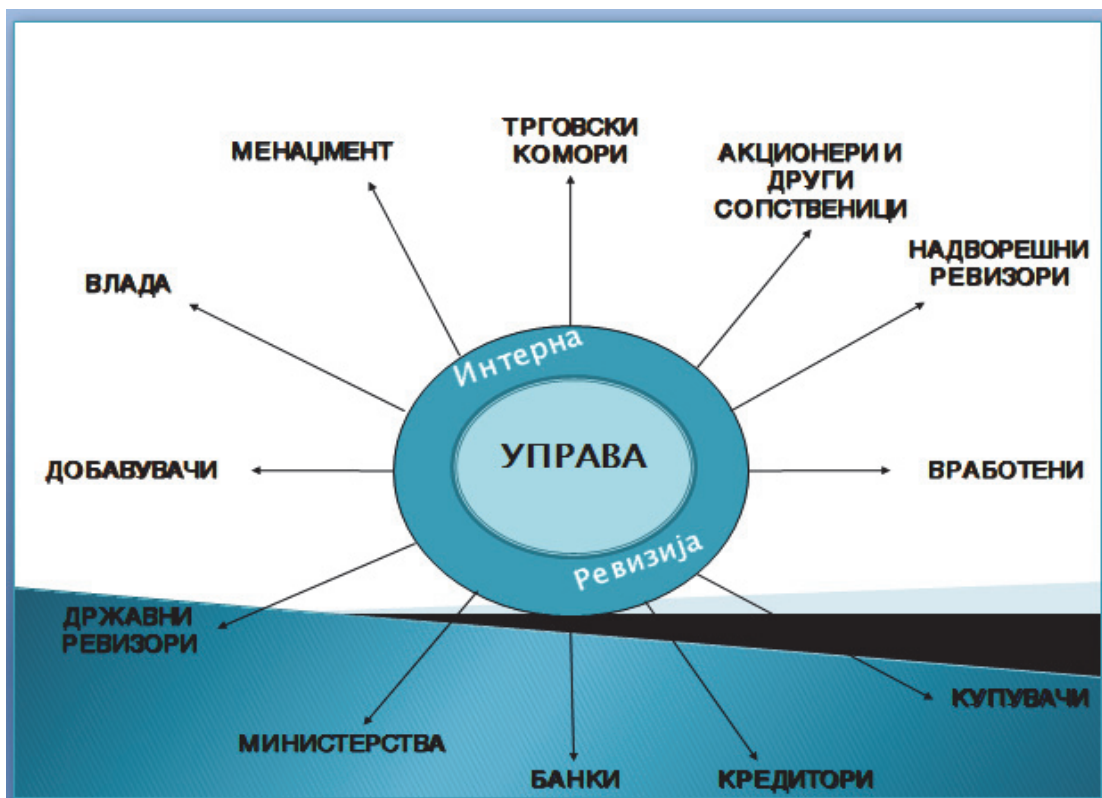 ТРГОВСКИ
КОМОРИ
МЕНАЏМЕНТ
АКЦИОНЕРИ И
ДРУГИ
СОПСТВЕНИЦИ
НАДВОРЕШНИ
РЕВИЗОРИ
ВЛАДА
Интерна
УПРАВА
Ревизија
ДОБАВУВАЧИ
ВРАБОТЕНИ
ДРЖАВНИ
РЕВИЗОРИ
КУПУВАЧИ
МИНИСТЕРСТВА
БАНКИ
КРЕДИТОРИ